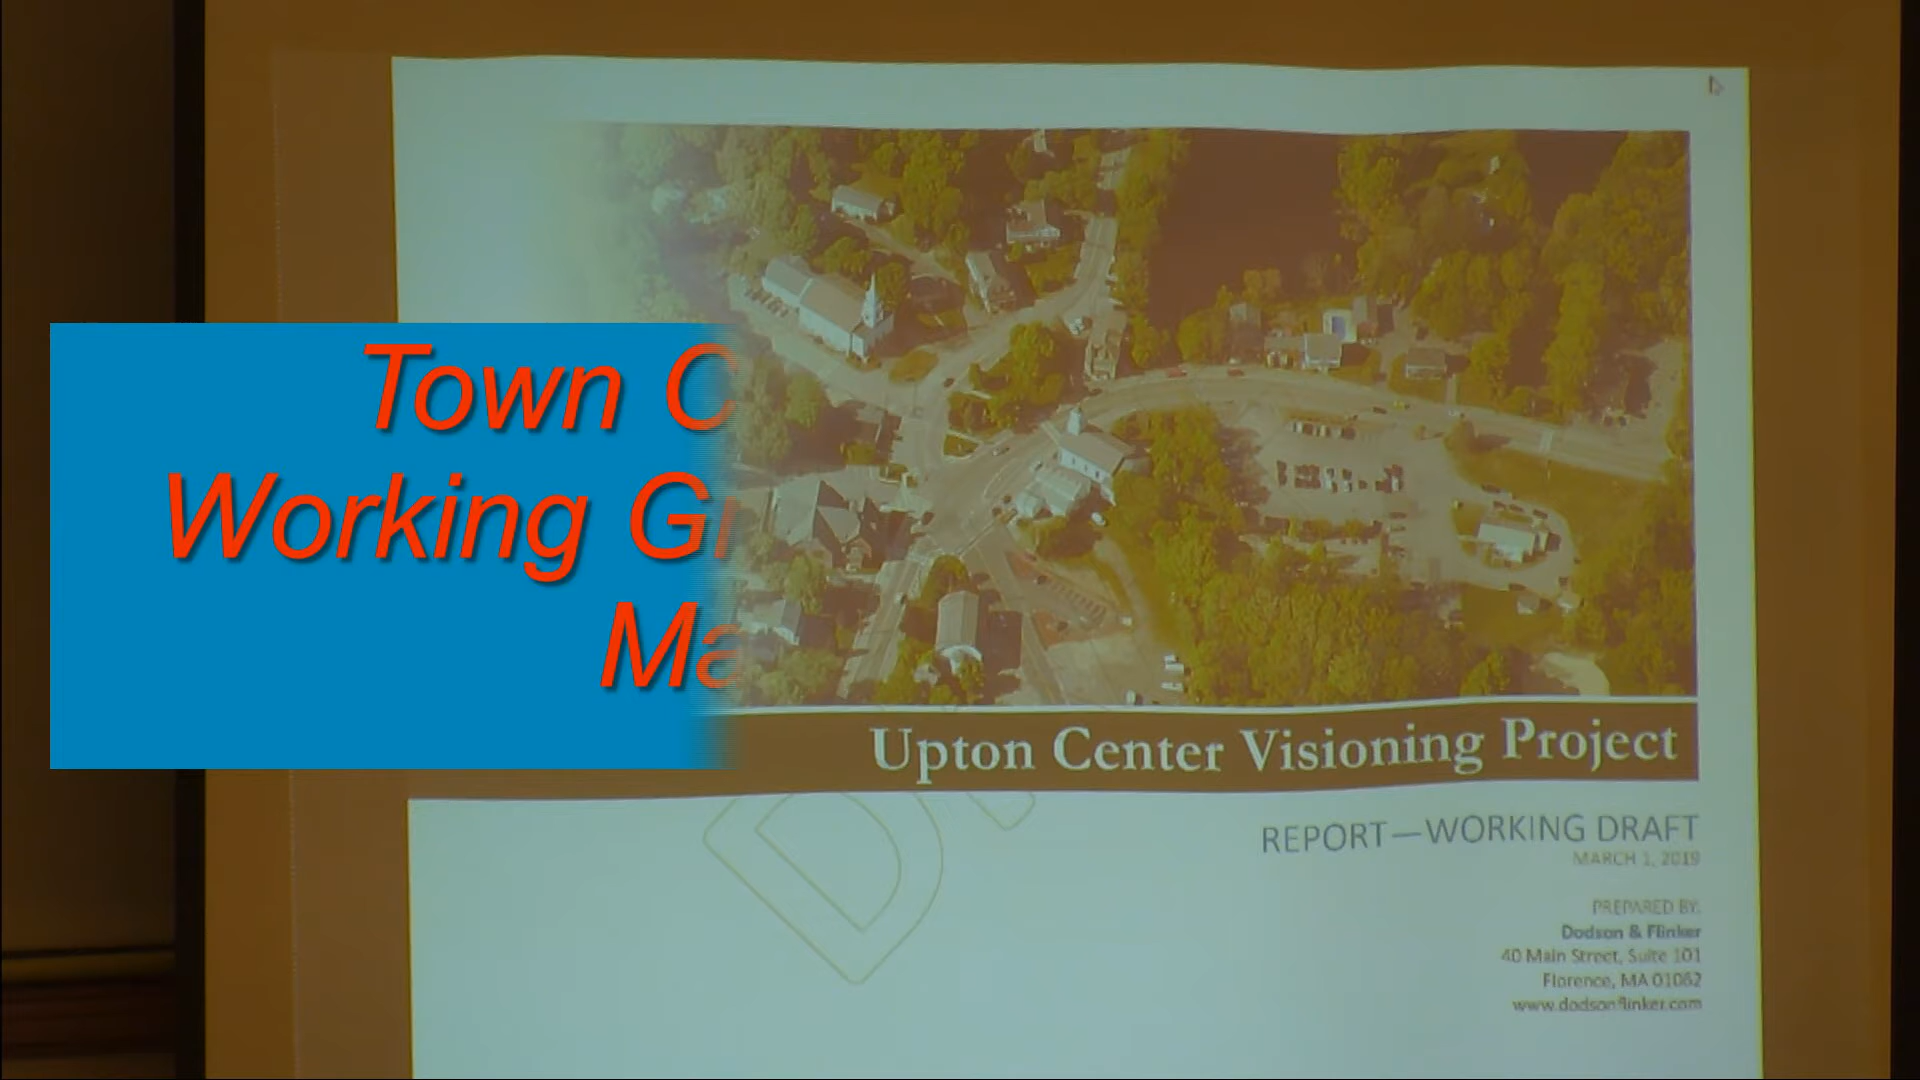 Town C
Working Gr
Ma
Upton Center Visioning Project
REPORT—WORKING DRAFT
MARCH 1, 2019
PREPARED BY:
Dodson & Flinker
40 Main Street, Suite 101
Florence, MA 01062
www.dodsonflinker.com